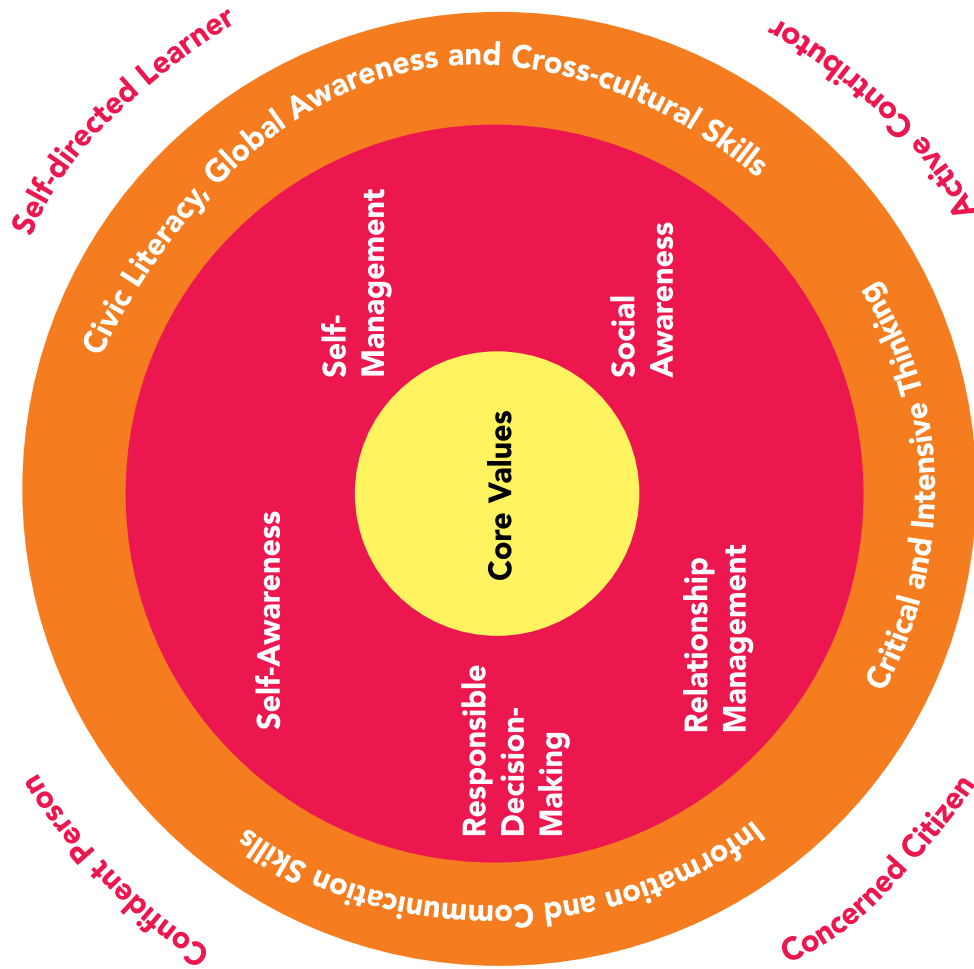 Confident Person
Self-directed Learner
Civic Literacy, Global Awareness and Cross-cultural Skills
Self-Awareness
Self-
Management
Core Values
Responsible
Decision-
Making
Social
Awareness
Relationship
Management
Information and Communication Skills
Critical and Intensive Thinking
Concerned Citizen
Active Contributor